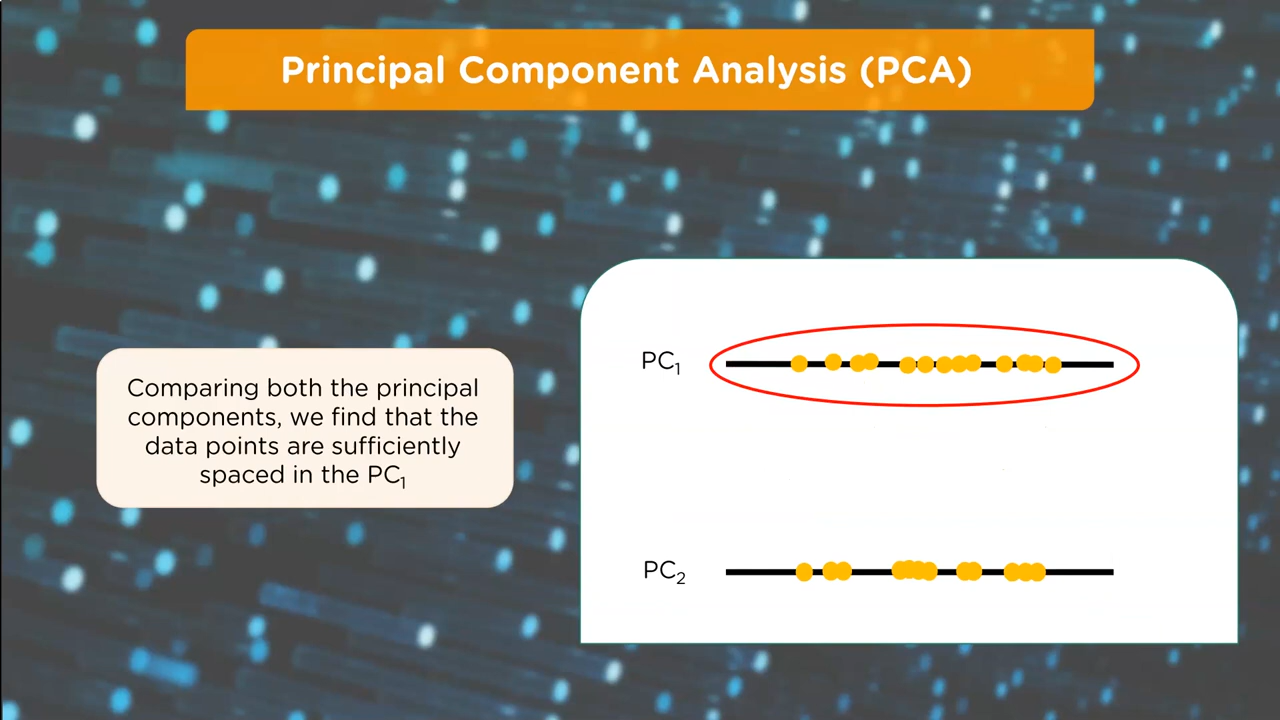 Principal Component Analysis (PCA)
Comparing both the principal
components, we find that the
data points are sufficiently
spaced in the PC₁
PC₁
PC₂